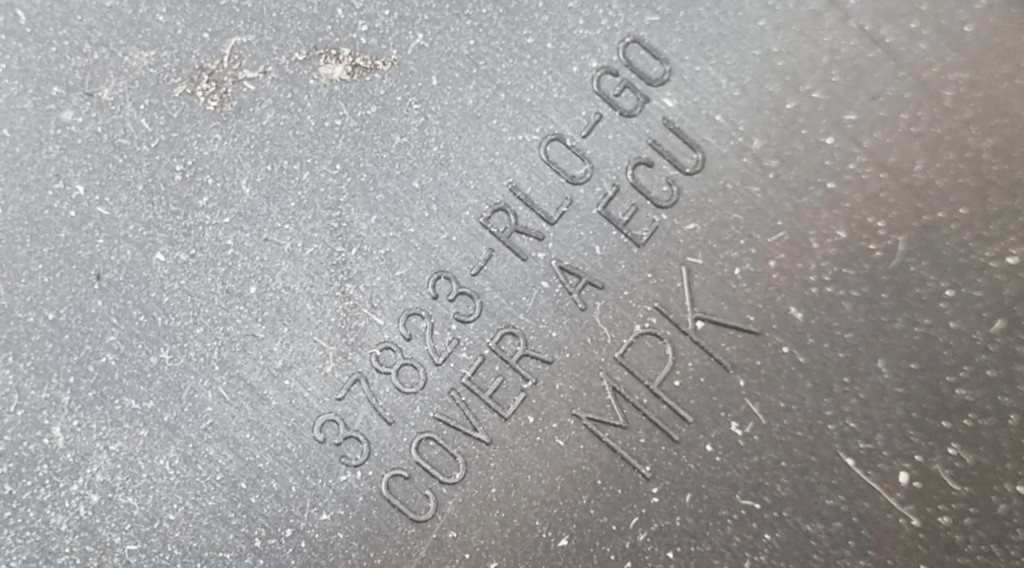 37823-RL0-G0
COVER A ECU
MPK